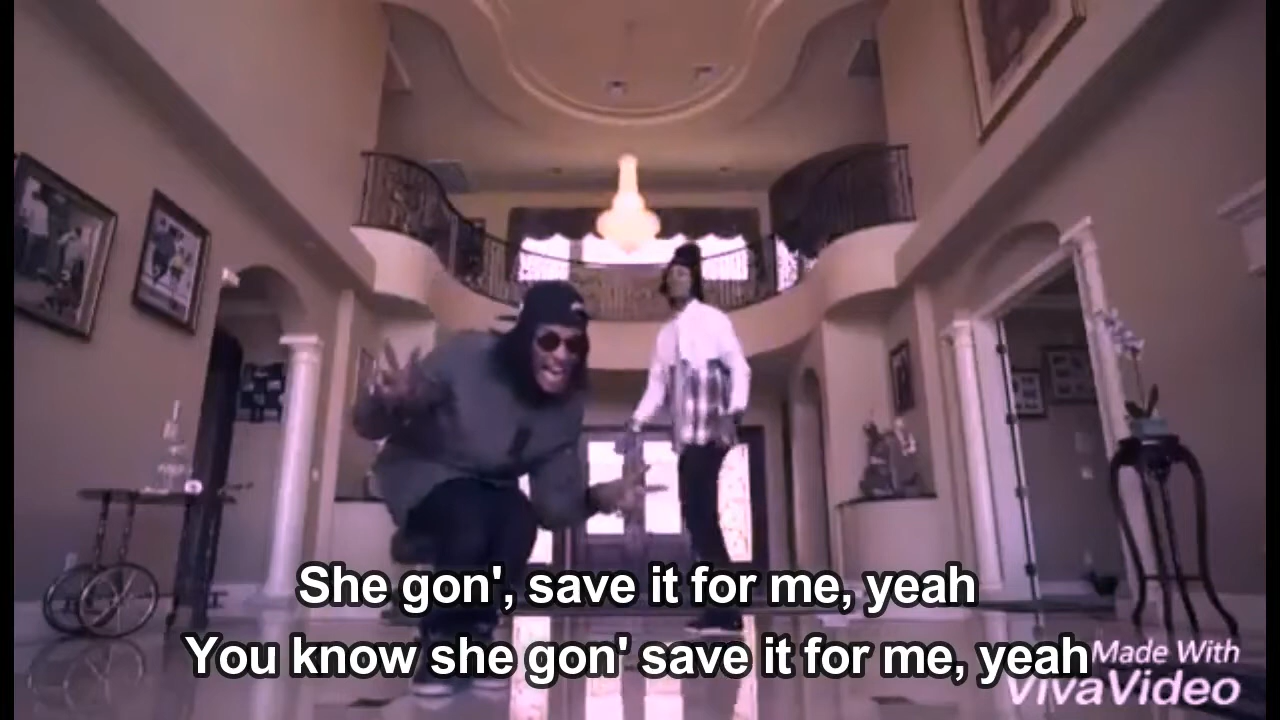 She gon', save it for me, yeah
You know she gon' save it for me, yeah
Made With
VivaVideo